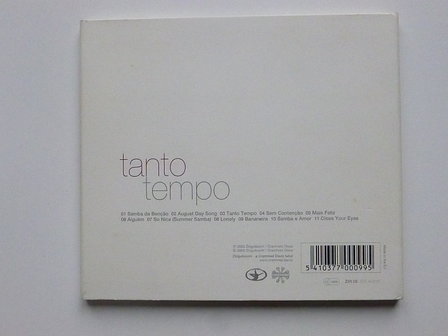 tanto
tempo
01 Samba da Benção 02 August Day Song 03 Tanto Tempo 04 Sem Contenção 05 Mais Feliz
06 Alguém 07 So Nice (Summer Samba) 08 Lonely 09 Bananeira 10 Samba e Amor 11 Close Your Eyes
5 410377 000995